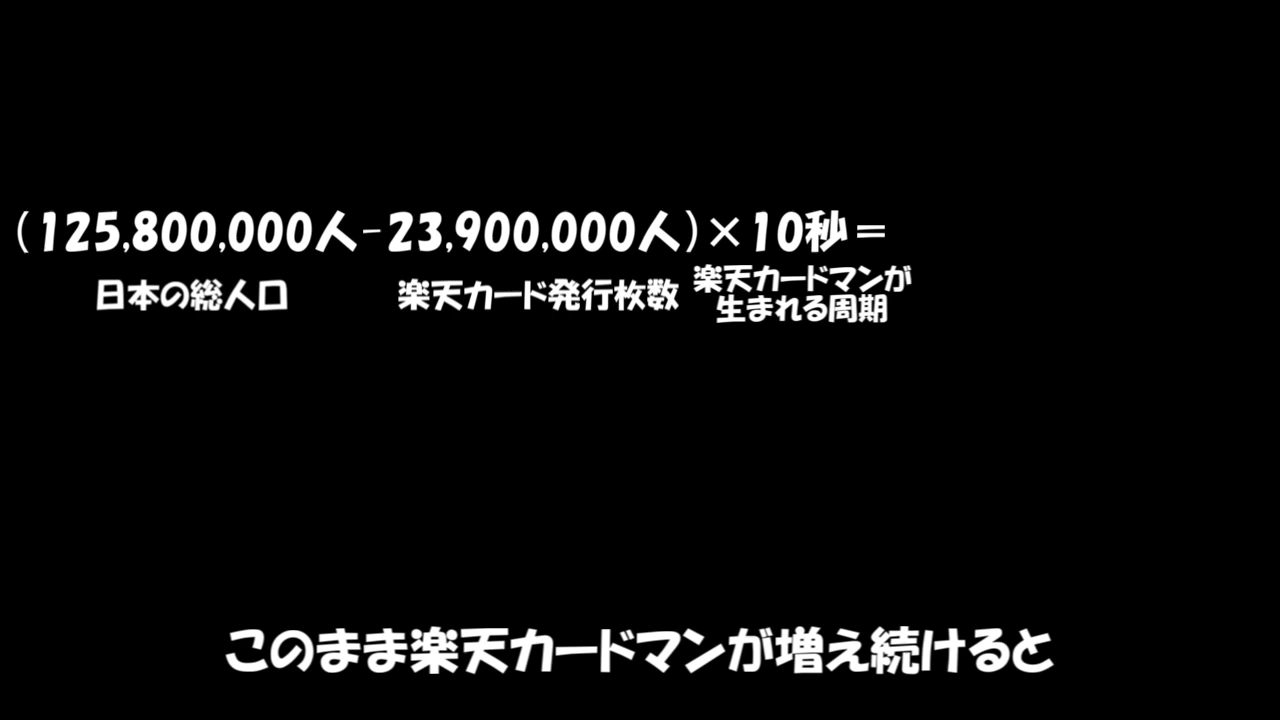 (125,800,000人-23,900,000人)×10秒=
日本の総人口
楽天カード発行枚数
楽天カードマンが
生まれる周期
このまま楽天カードマンが増え続けると